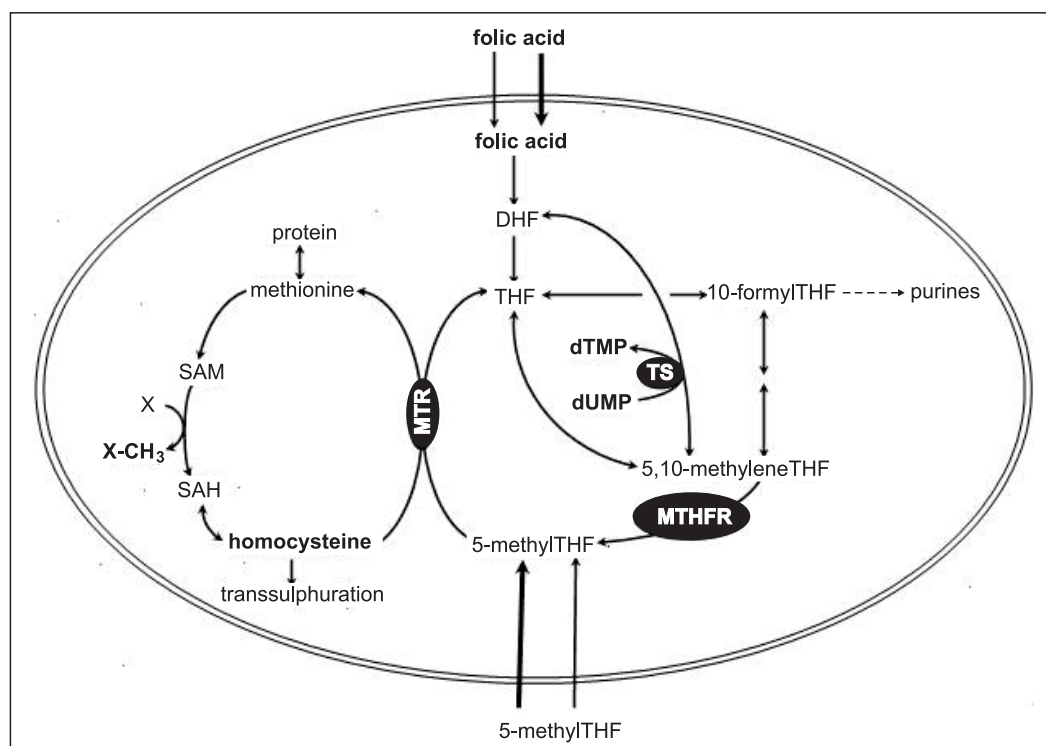 folic acid
folic acid
DHF
protein
methionine
THF
10-formylTHF
purines
dTMP
TS
dUMP
SAM
X
X-CH3
MTR
5,10-methyleneTHF
SAH
MTHFR
homocysteine
5-methylTHF
transsulphuration
5-methylTHF